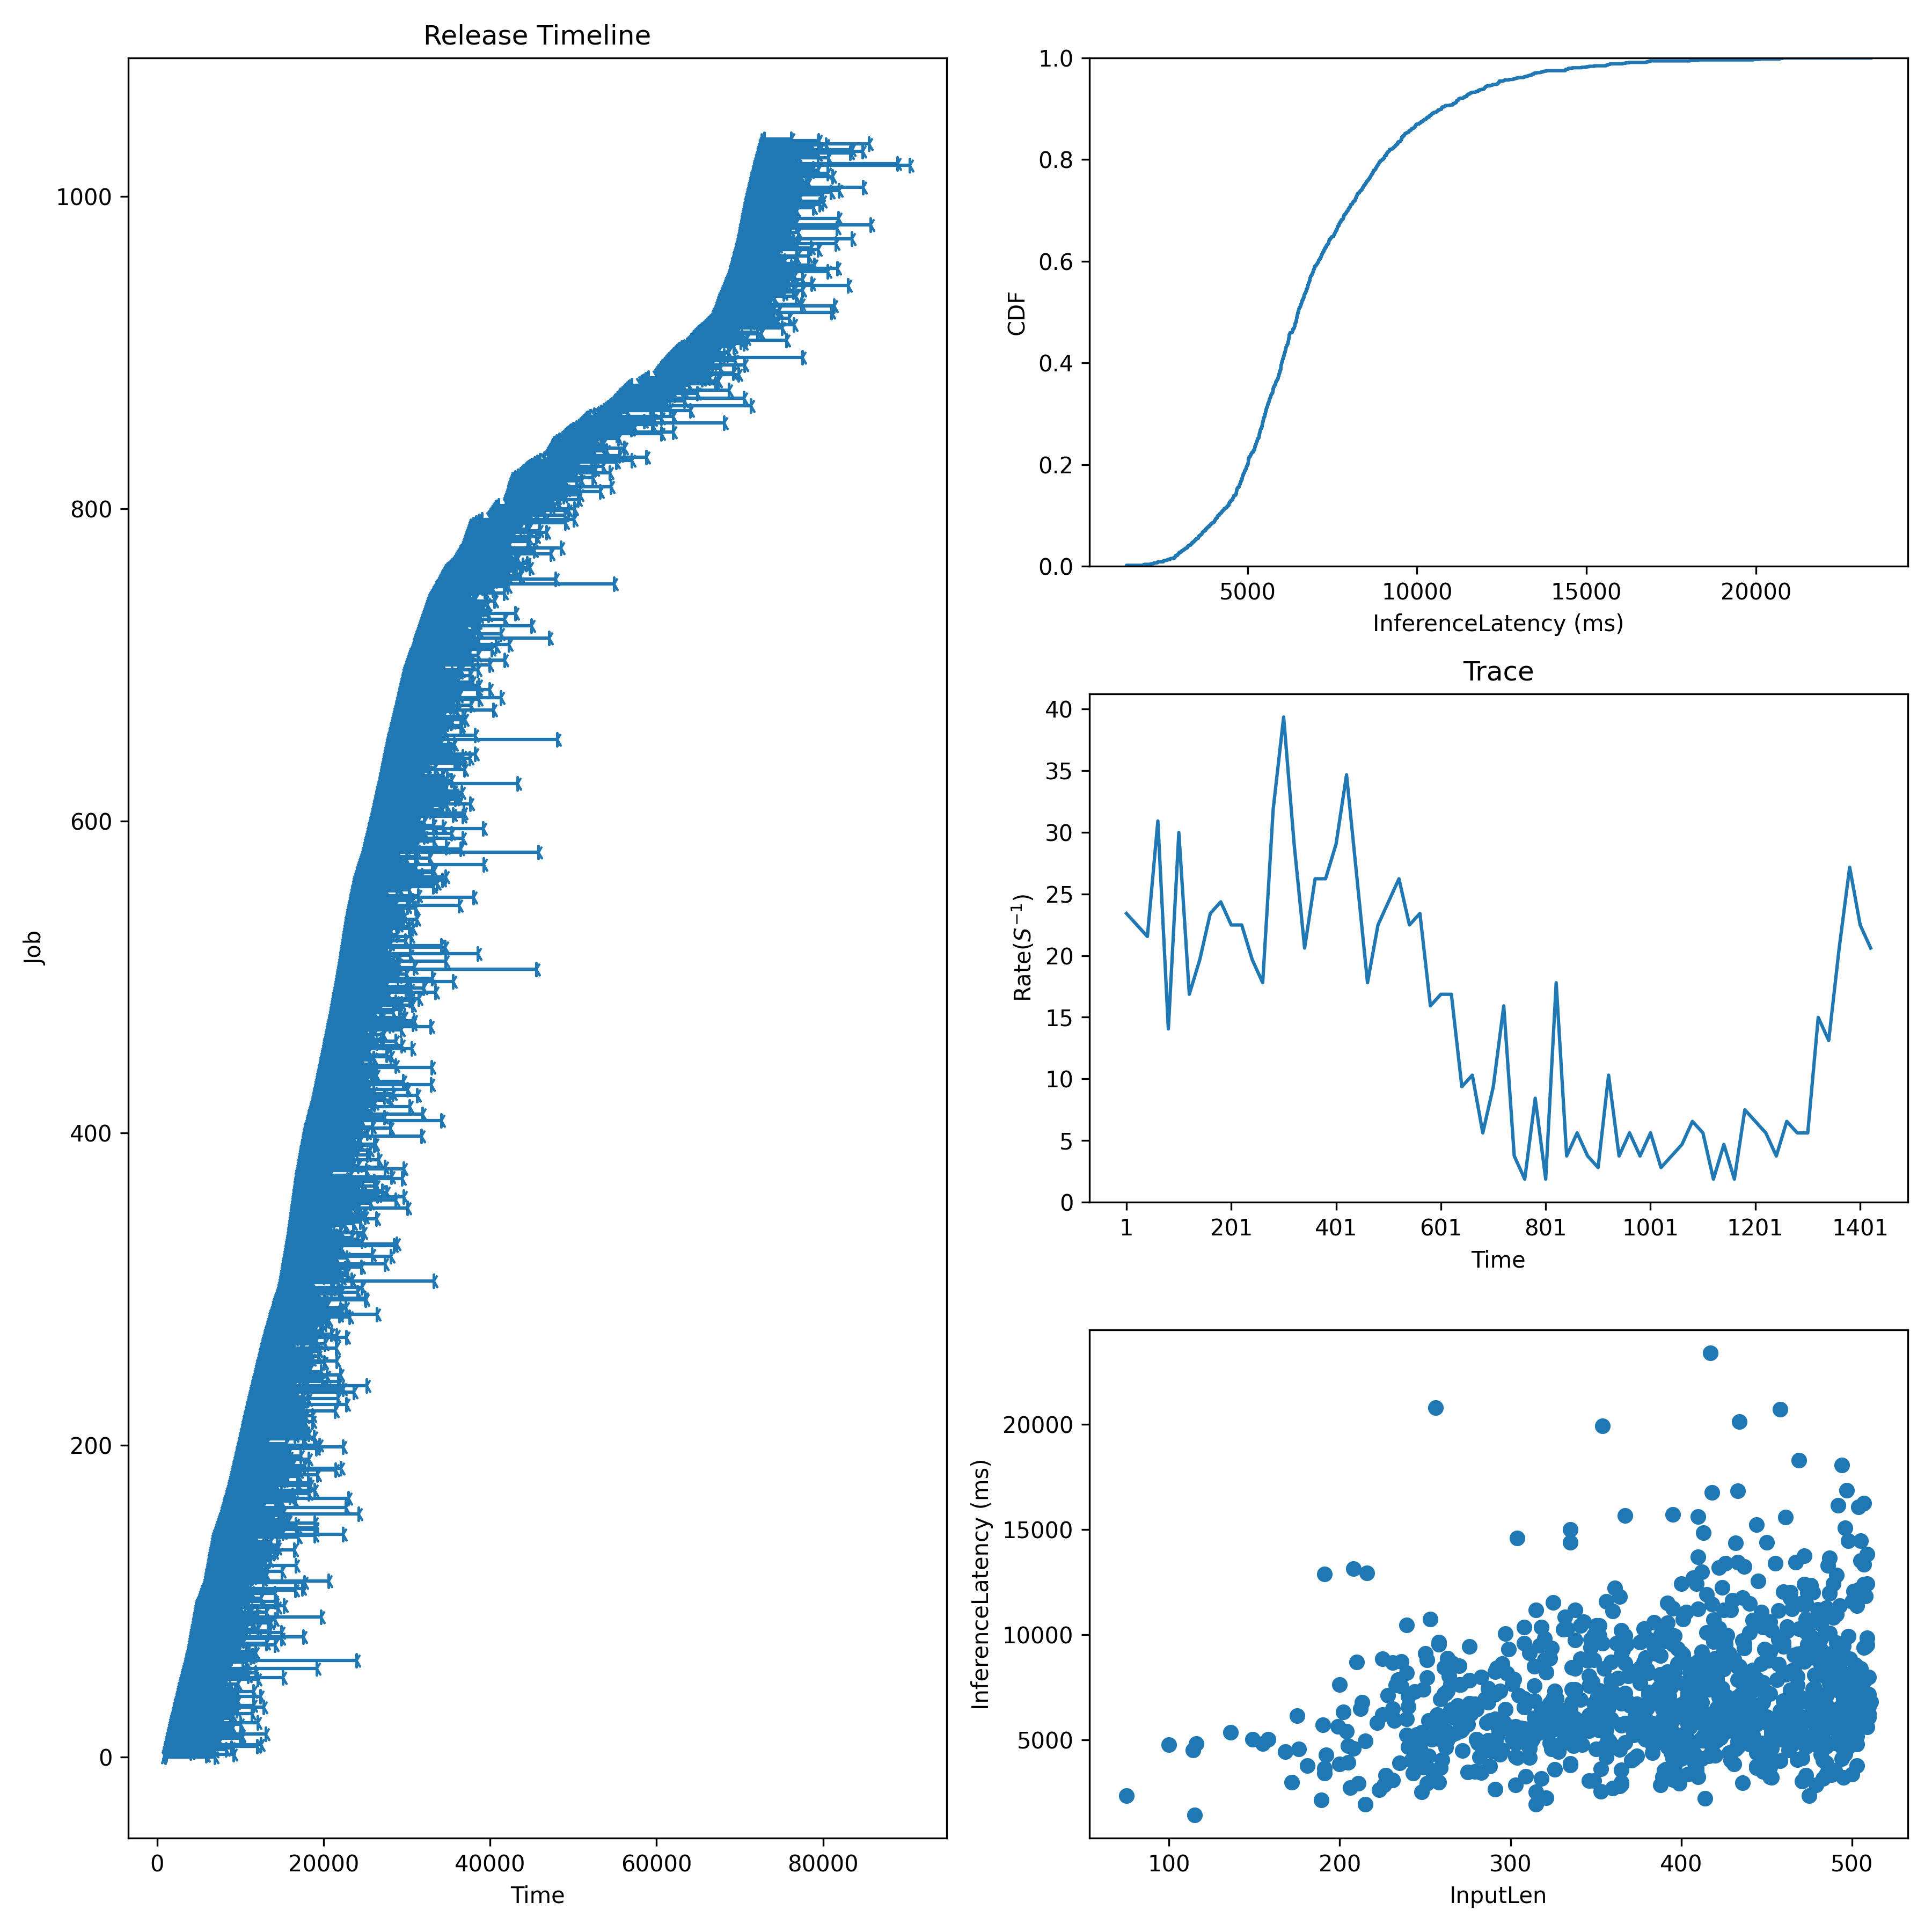 Release Timeline
Job
1000
800
600
400
200
0
0 20000 40000 60000 80000
Time
CDF
1.0
0.8
0.6
0.4
0.2
0.0
5000 10000 15000 20000
InferenceLatency (ms)
Trace
Rate(S⁻¹)
40
35
30
25
20
15
10
5
0
1 201 401 601 801 1001 1201 1401
Time
InferenceLatency (ms)
20000
15000
10000
5000
100 200 300 400 500
InputLen